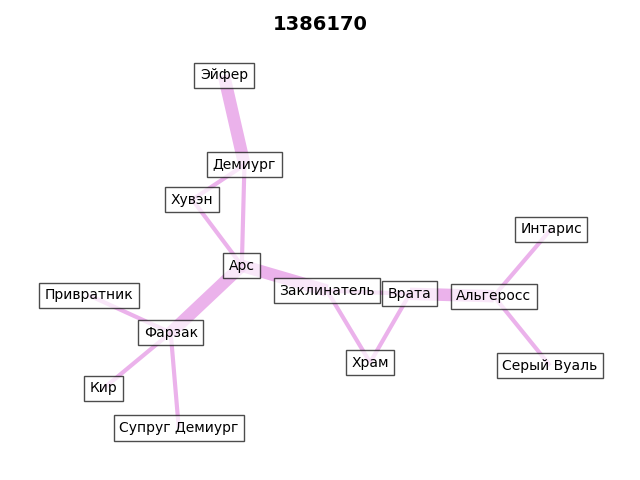 1386170
Эйфер
Демиург
Хувэн
Интарис
Арс
Заклинатель
Врата
Альгеросс
Привратник
Фарзак
Храм
Серый Вуаль
Кир
Супруг Демиург